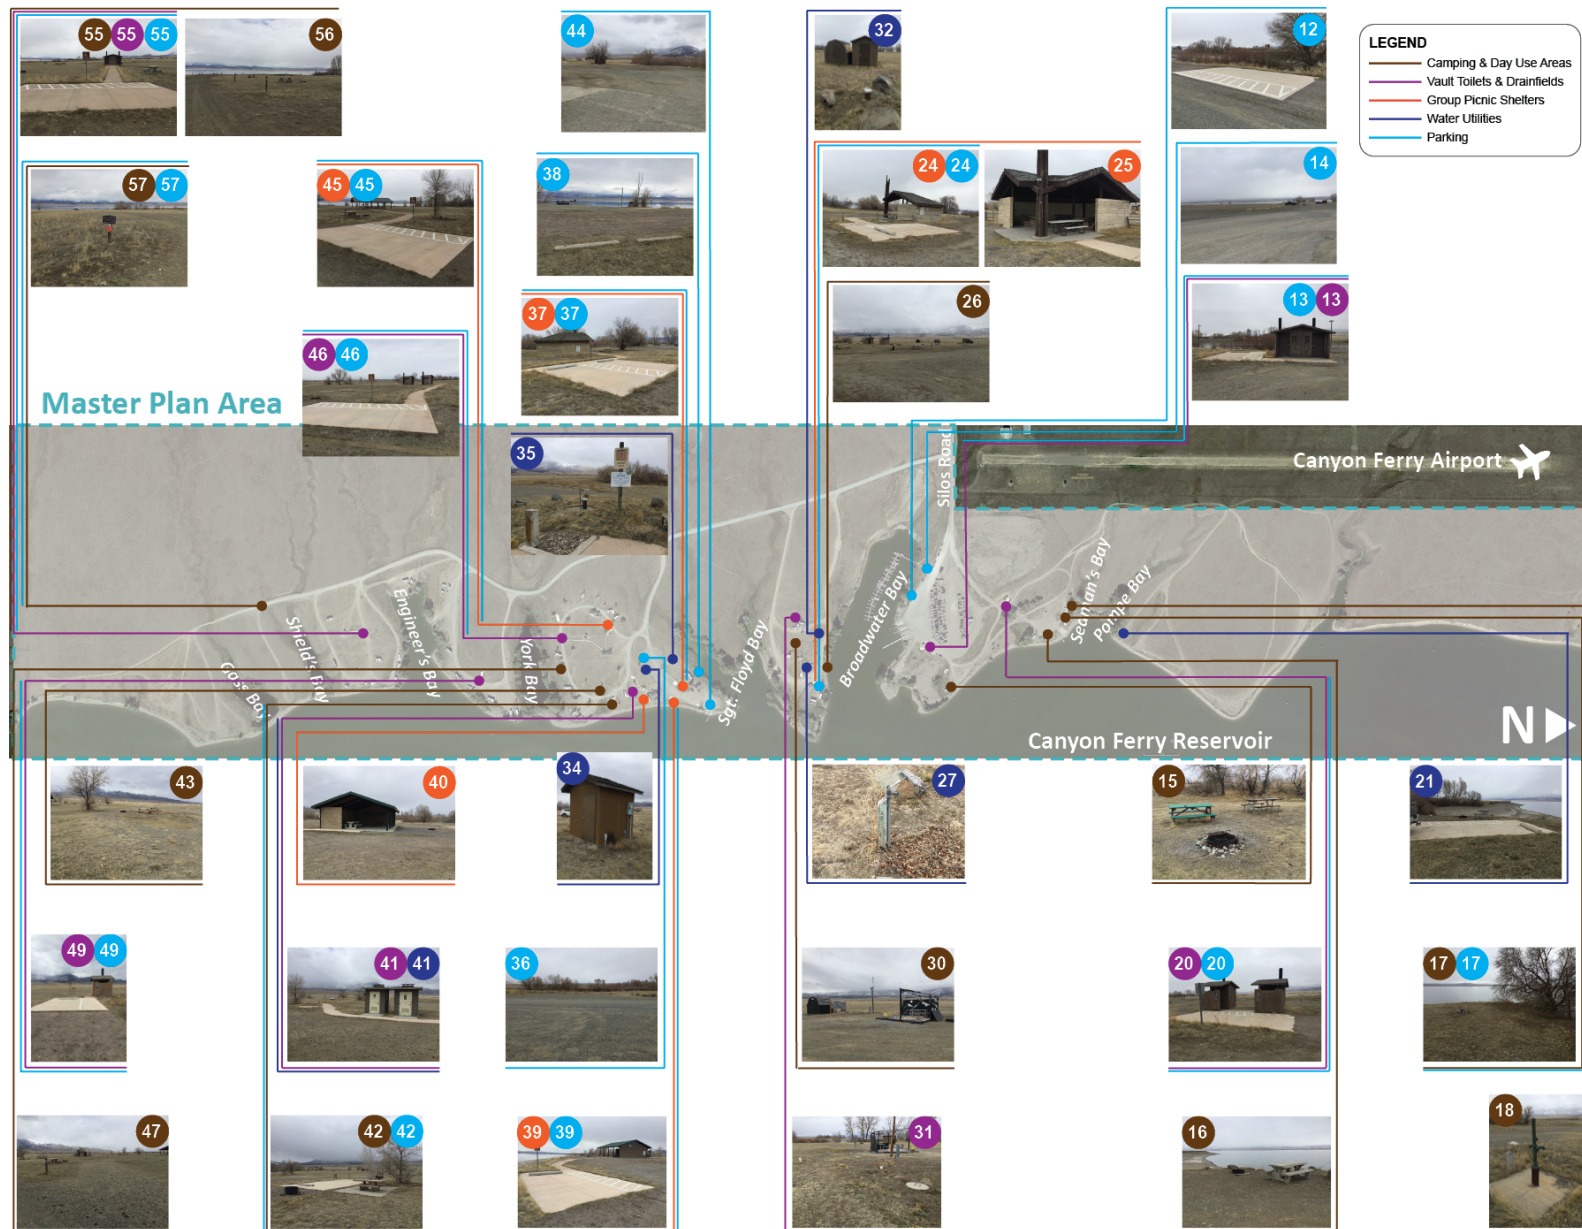 55 55 55
56
44
32
12
LEGEND
Camping & Day Use Areas
Vault Toilets & Drainfields
Group Picnic Shelters
Water Utilities
Parking
57 57
45 45
38
24 24
25
14
37 37
26
13 13
46 46
Master Plan Area
35
Silos Road
Canyon Ferry Airport
Goss Bay
Shield's Bay
Engineer's Bay
York Bay
Sgt. Floyd Bay
Broadwater Bay
Seaman's Bay
Pompe Bay
Canyon Ferry Reservoir
N
43
40
34
27
15
21
49 49
41 41
36
30
20 20
17 17
47
42 42
39 39
31
16
18